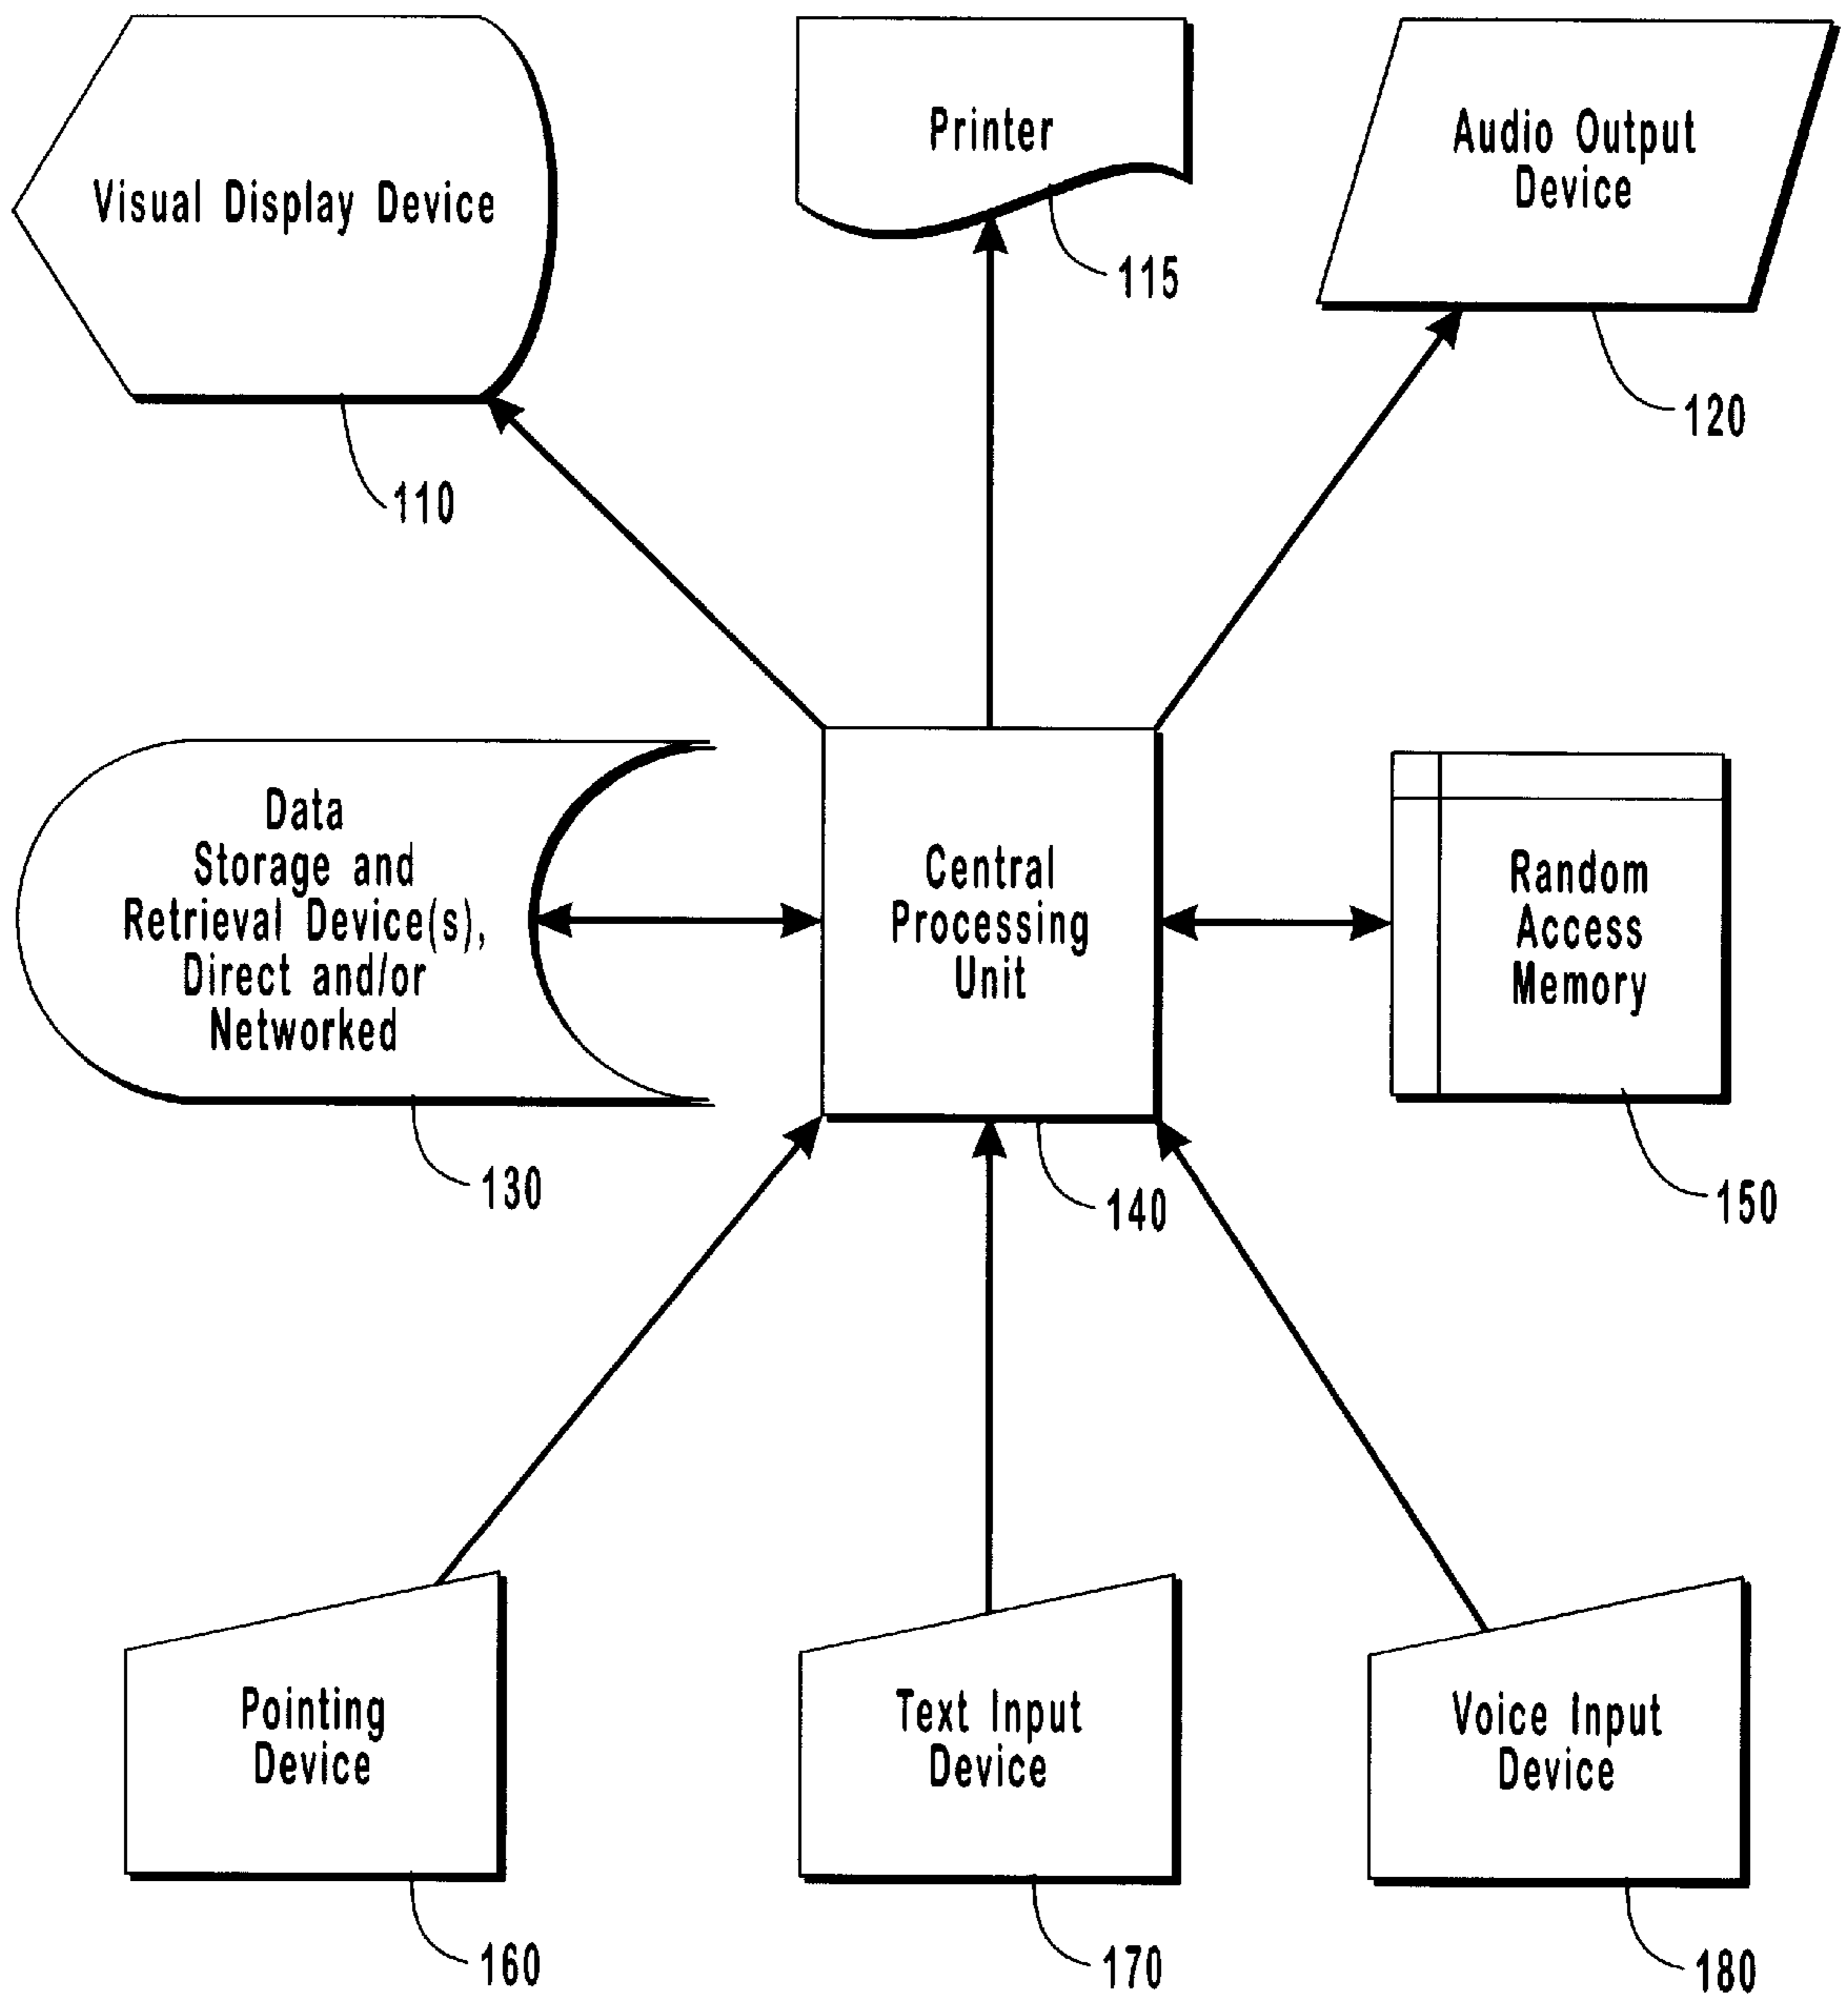 Visual Display Device
110
Printer
115
Audio Output
Device
120
Data
Storage and
Retrieval Device(s),
Direct and/or
Networked
130
Central
Processing
Unit
140
Random
Access
Memory
150
Pointing
Device
160
Text Input
Device
170
Voice Input
Device
180